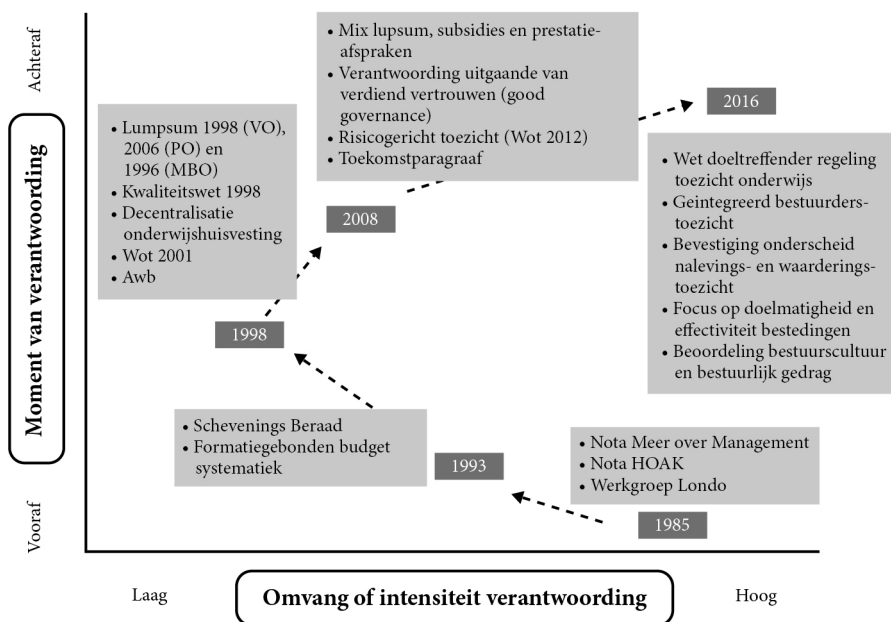 Achteraf
Moment van verantwoording
Vooraf
• Lumpsum 1998 (VO),
2006 (PO) en
1996 (MBO)
• Kwaliteitswet 1998
• Decentralisatie
onderwijshuisvesting
• Wot 2001
• Awb
1998
• Mix lupsum, subsidies en prestatie-
afspraken
• Verantwoording uitgaande van
verdiend vertrouwen (good
governance)
• Risicogericht toezicht (Wot 2012)
• Toekomstparagraaf
2008
2016
• Wet doeltreffender regeling
toezicht onderwijs
• Geintegreerd bestuurders-
toezicht
• Bevestiging onderscheid
nalevings- en waarderings-
toezicht
• Focus op doelmatigheid en
effectiviteit bestedingen
• Beoordeling bestuurscultuur
en bestuurlijk gedrag
• Schevenings Beraad
• Formatiegebonden budget
systematiek
1993
• Nota Meer over Management
• Nota HOAK
• Werkgroep Londo
1985
Laag
Omvang of intensiteit verantwoording
Hoog